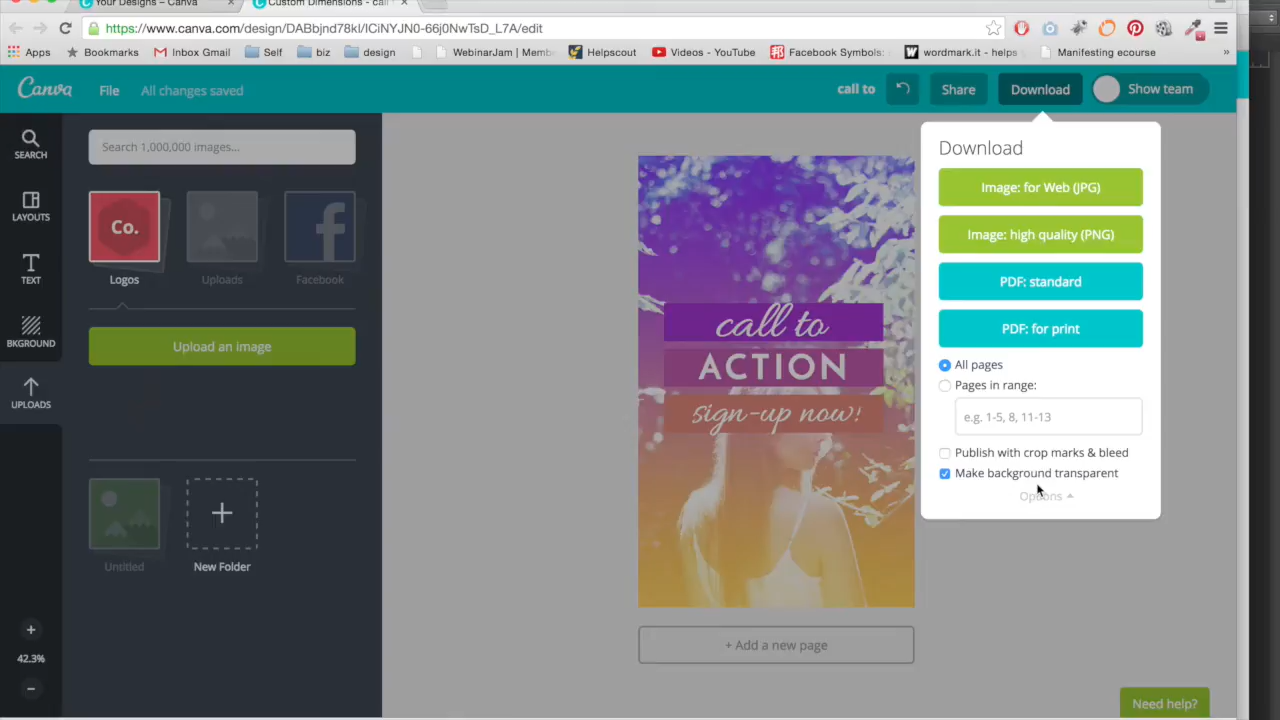 Your Designs – Canva
Custom Dimensions - call
https://www.canva.com/design/DABbjnd78kI/lCiNYJN0-66j0NwTsD_L7A/edit
Apps Bookmarks Inbox Gmail Self biz design WebinarJam | Memb Helpscout Videos - YouTube Facebook Symbols: wordmark.it - helps Manifesting ecourse »
Canva File All changes saved call to Share Download Show team
SEARCH
LAYOUTS
TEXT
BKGROUND
UPLOADS
42.3%
Search 1,000,000 images...
Co.
Logos Uploads Facebook
Upload an image
Untitled New Folder
call to
ACTION
sign-up now!
+ Add a new page
Download
Image: for Web (JPG)
Image: high quality (PNG)
PDF: standard
PDF: for print
All pages
Pages in range:
e.g. 1-5, 8, 11-13
Publish with crop marks & bleed
Make background transparent
Options
Need help?